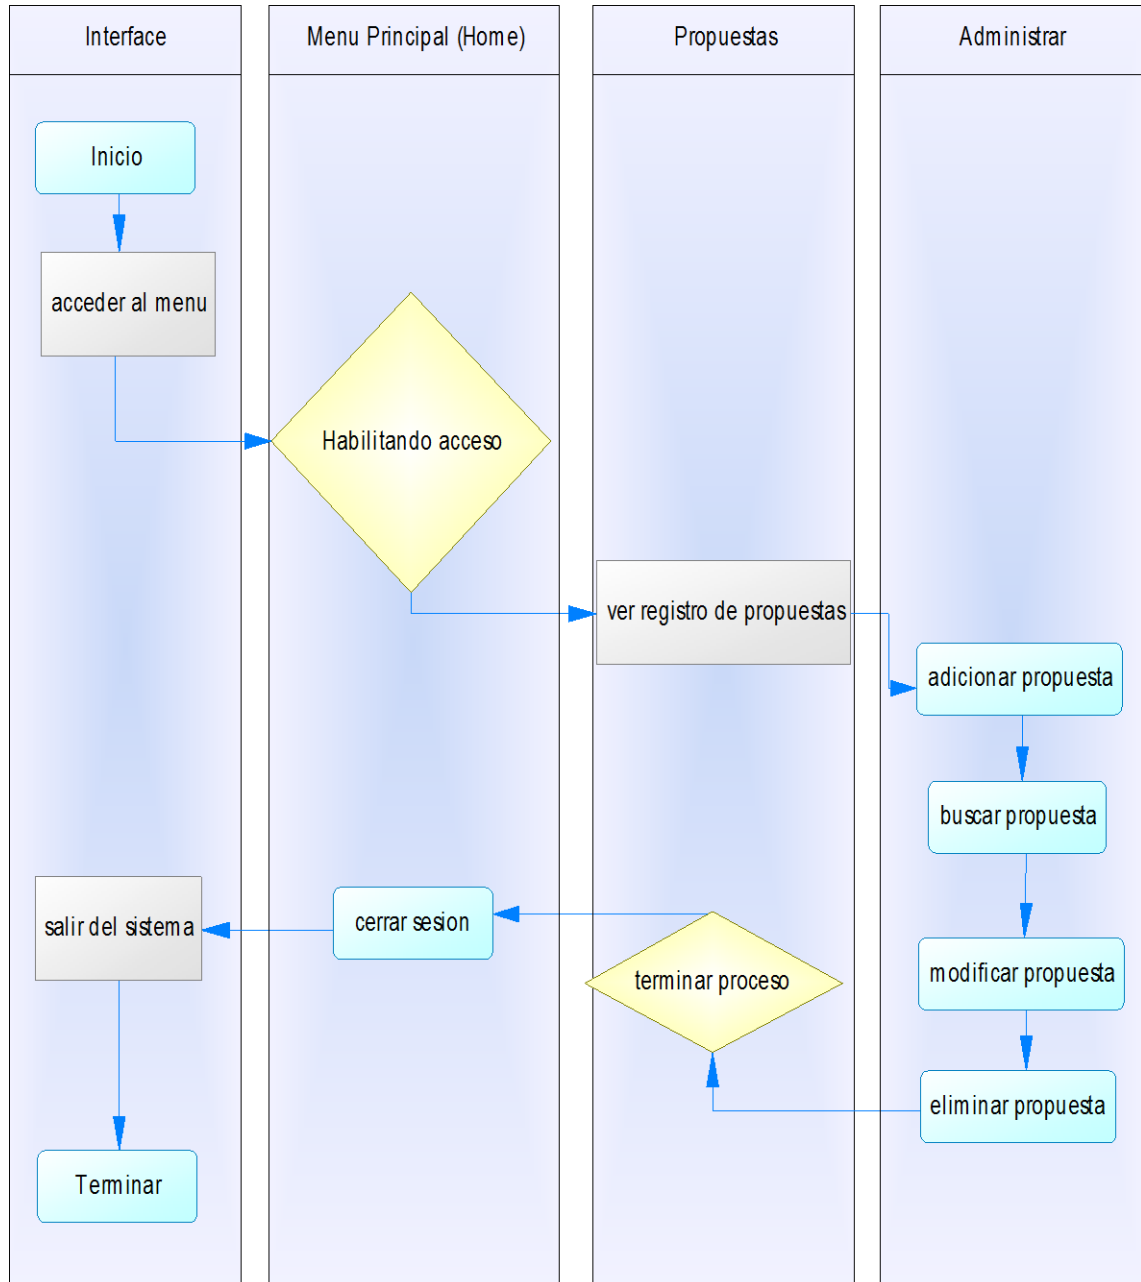 Interface
Menu Principal (Home)
Propuestas
Administrar
Inicio
acceder al menu
Habilitando acceso
ver registro de propuestas
adicionar propuesta
buscar propuesta
modificar propuesta
eliminar propuesta
terminar proceso
cerrar sesion
salir del sistema
Terminar